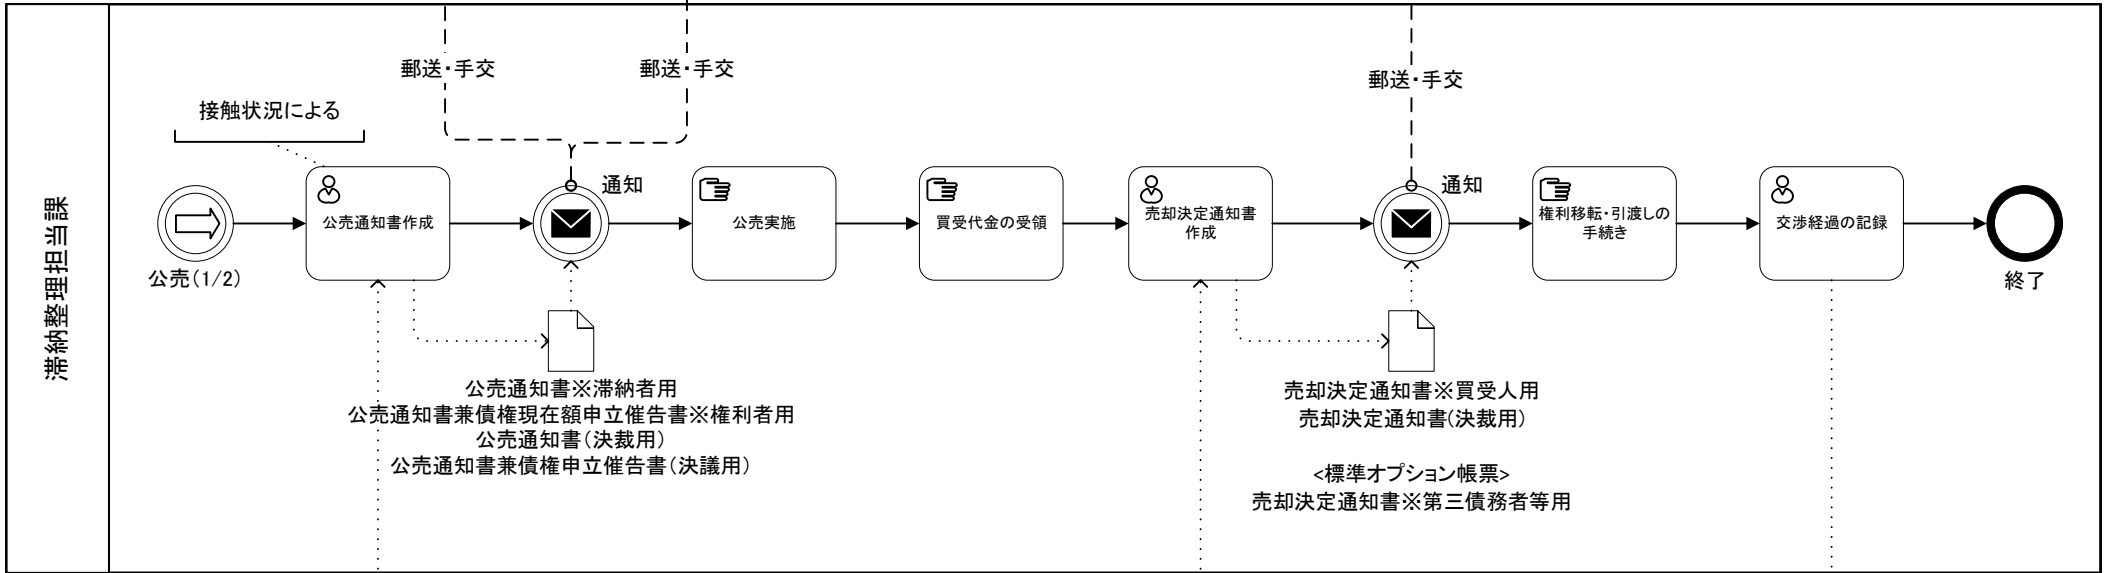 滞納整理担当課
郵送・手交
郵送・手交
郵送・手交
接触状況による
公売(1/2)
公売通知書作成
通知
公売実施
買受代金の受領
売却決定通知書
作成
通知
権利移転・引渡しの
手続き
交渉経過の記録
終了
公売通知書※滞納者用
公売通知書兼債権現在額申立催告書※権利者用
公売通知書(決裁用)
公売通知書兼債権申立催告書(決議用)
売却決定通知書※買受人用
売却決定通知書(決裁用)
<標準オプション帳票>
売却決定通知書※第三債務者等用